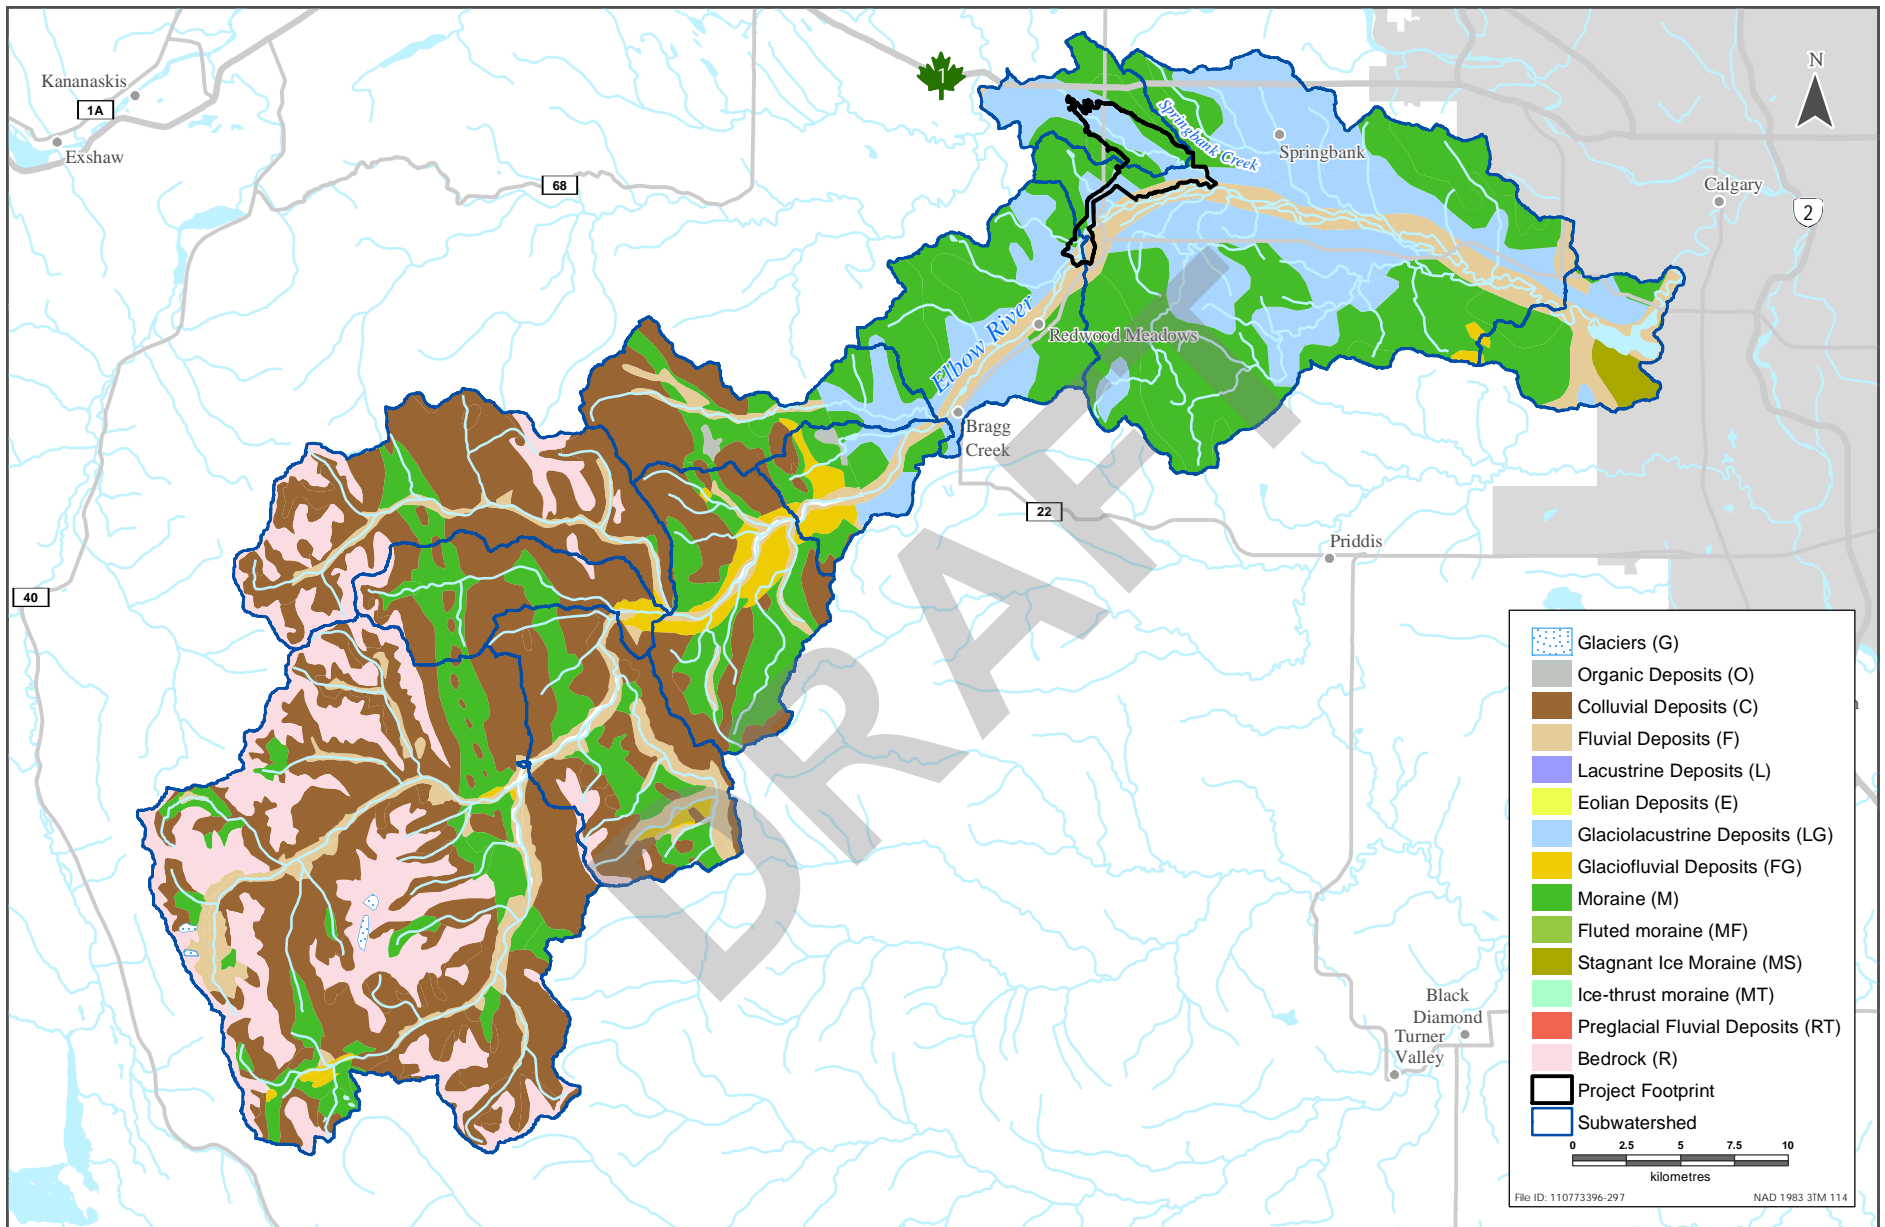 Kananaskis
1A
Exshaw
68
1
Springbank Creek
Springbank
N
Calgary
2
Elbow River
Redwood Meadows
Bragg
Creek
22
Priddis
40
DRAFT
Black
Diamond
Turner
Valley
Glaciers (G)
Organic Deposits (O)
Colluvial Deposits (C)
Fluvial Deposits (F)
Lacustrine Deposits (L)
Eolian Deposits (E)
Glaciolacustrine Deposits (LG)
Glaciofluvial Deposits (FG)
Moraine (M)
Fluted moraine (MF)
Stagnant Ice Moraine (MS)
Ice-thrust moraine (MT)
Preglacial Fluvial Deposits (RT)
Bedrock (R)
Project Footprint
Subwatershed
0 2.5 5 7.5 10
kilometres
File ID: 110773396-297 NAD 1983 3TM 114